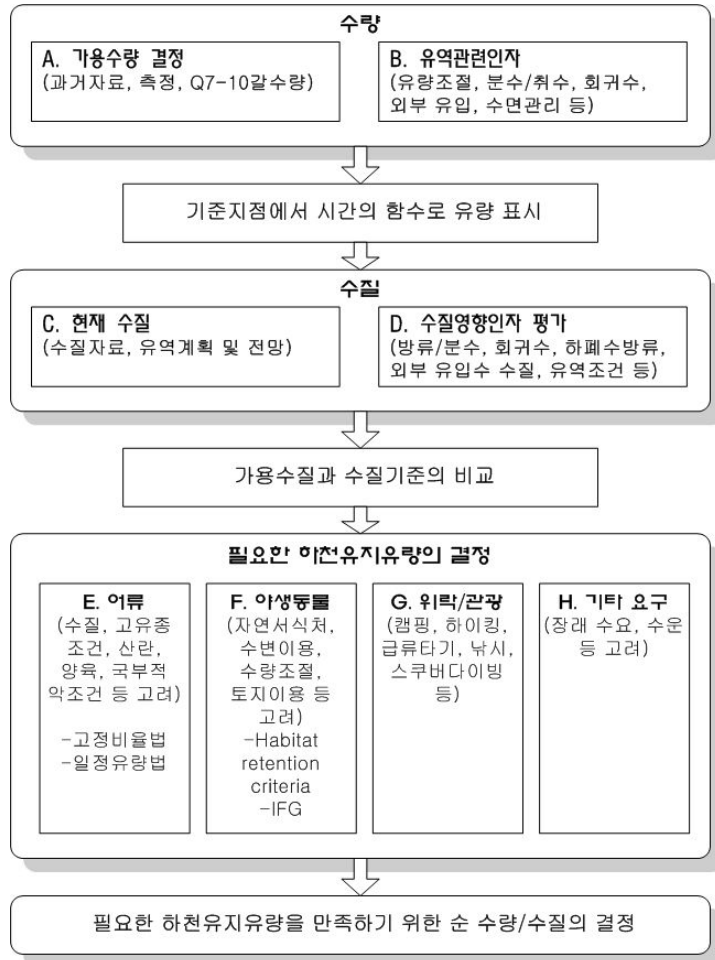 수량
A. 가용수량 결정
(과거자료, 측정, Q7-10갈수량)
B. 유역관련인자
(유량조절, 분수/취수, 회귀수,
외부 유입, 수면관리 등)
기준지점에서 시간의 함수로 유량 표시
수질
C. 현재 수질
(수질자료, 유역계획 및 전망)
D. 수질영향인자 평가
(방류/분수, 회귀수, 하폐수방류,
외부 유입수 수질, 유역조건 등)
가용수질과 수질기준의 비교
필요한 하천유지유량의 결정
E. 어류
(수질, 고유종
조건, 산란,
양육, 국부적
악조건 등 고려)
-고정비율법
-일정유량법
F. 야생동물
(자연서식처,
수변이용,
수량조절,
토지이용 등
고려)
-Habitat
retention
criteria
-IFG
G. 위락/관광
(캠핑, 하이킹,
급류타기, 낚시,
스쿠버다이빙
등)
H. 기타 요구
(장래 수요, 수운
등 고려)
필요한 하천유지유량을 만족하기 위한 순 수량/수질의 결정